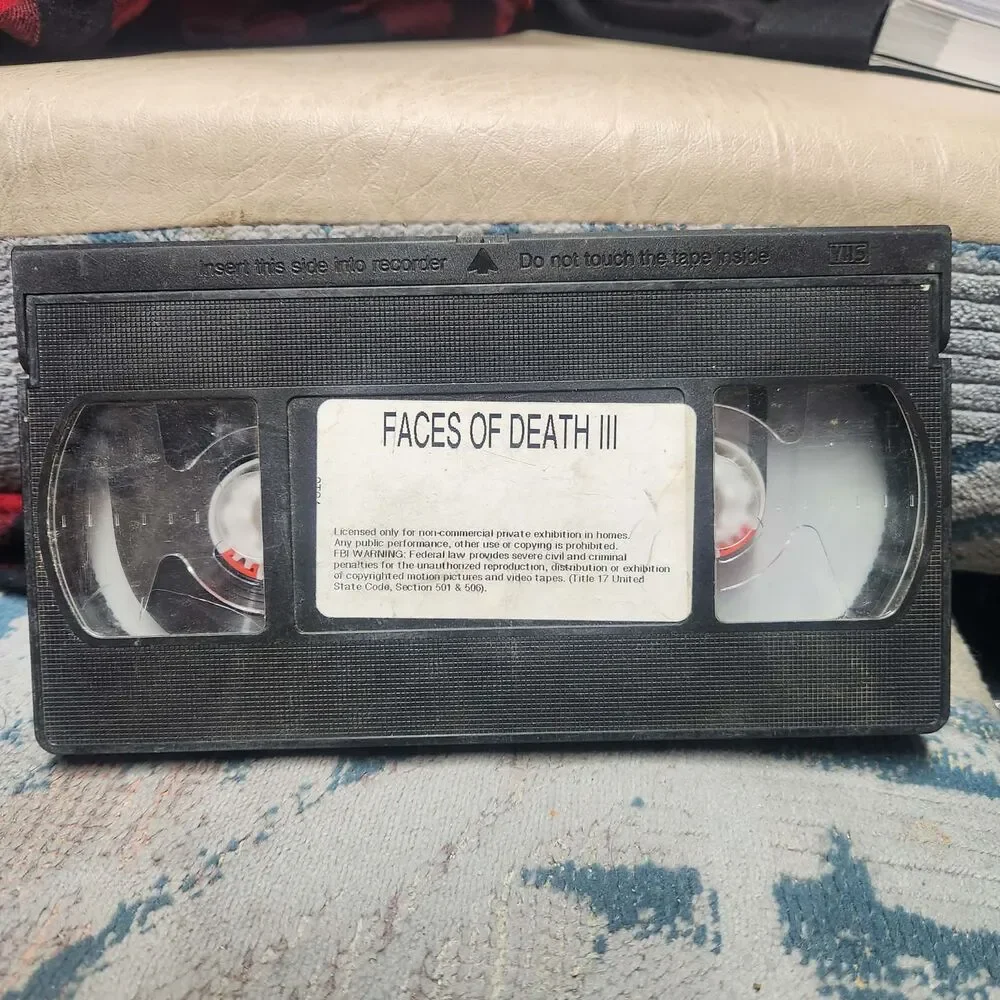 Insert this side into recorder Do not touch the tape inside VHS
FACES OF DEATH III
Licensed only for non-commercial private exhibition in homes.
Any public performance, other use or copying is prohibited.
FBI WARNING: Federal law provides severe civil and criminal
penalties for the unauthorized reproduction, distribution or exhibition
of copyrighted motion pictures and video tapes. (Title 17 United
State Code, Section 501 & 506).